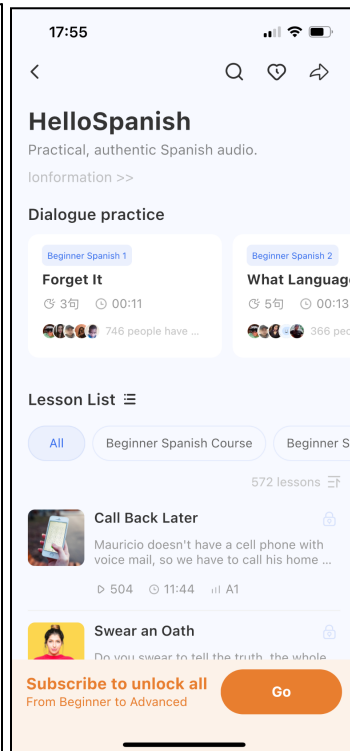 17:55
HelloSpanish
Practical, authentic Spanish audio.
Ionformation >>
Dialogue practice
Beginner Spanish 1
Forget It
3句 00:11
746 people have ...
Beginner Spanish 2
What Language
5句 00:13
366 peo
Lesson List
All
Beginner Spanish Course
Beginner S
572 lessons
Call Back Later
Mauricio doesn't have a cell phone with
voice mail, so we have to call his home ...
504 11:44 A1
Swear an Oath
Do you swear to tell the truth, the whole
Subscribe to unlock all
From Beginner to Advanced
Go